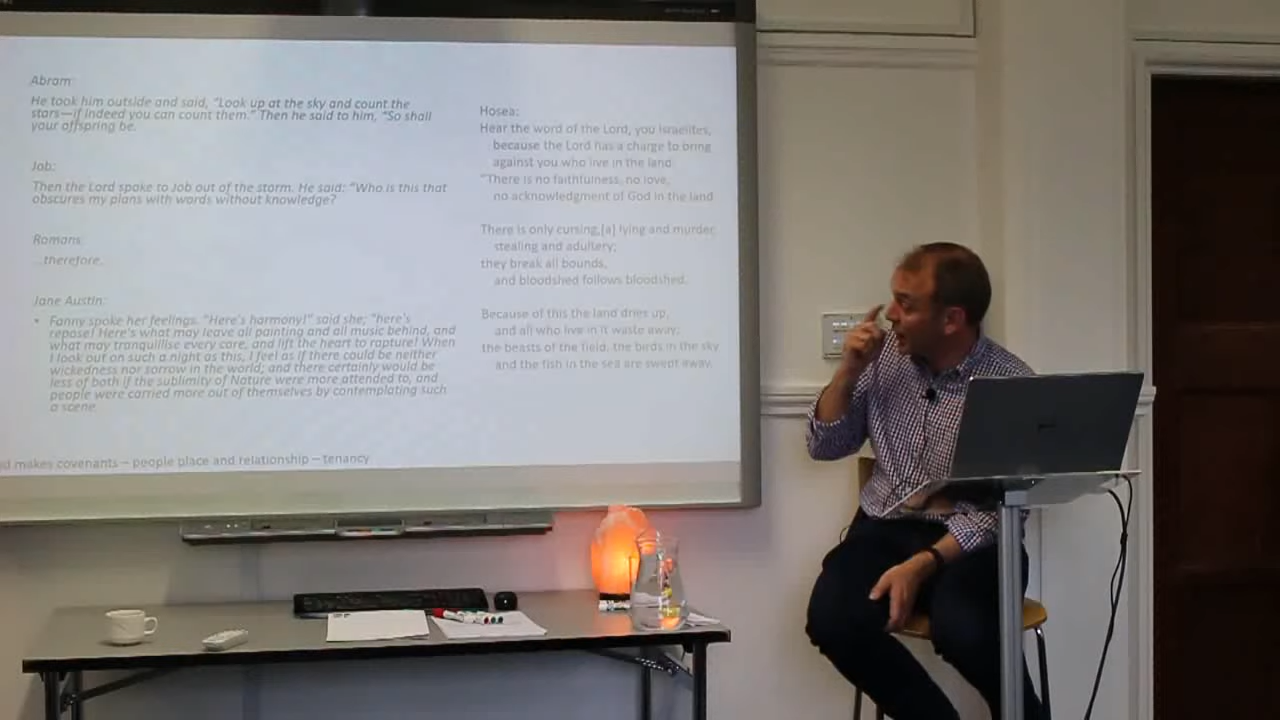 Abram:
He took him outside and said, "Look up at the sky and count the
stars—if indeed you can count them." Then he said to him, "So shall
your offspring be.
Job:
Then the Lord spoke to Job out of the storm. He said: "Who is this that
obscures my plans with words without knowledge?
Romans:
...therefore,
Jane Austin:
• Fanny spoke her feelings. "Here's harmony!" said she; "here's
repose! Here's what may leave all painting and all music behind, and
what may tranquillise every care, and lift the heart to rapture! When
I look out on such a night as this, I feel as if there could be neither
wickedness nor sorrow in the world; and there certainly would be
less of both if the sublimity of Nature were more attended to, and
people were carried more out of themselves by contemplating such
a scene.
makes covenants – people place and relationship – tenancy
Hosea:
Hear the word of the Lord, you Israelites,
because the Lord has a charge to bring
against you who live in the land:
"There is no faithfulness, no love,
no acknowledgment of God in the land
There is only cursing,[a] lying and murder,
stealing and adultery;
they break all bounds,
and bloodshed follows bloodshed.
Because of this the land dries up,
and all who live in it waste away;
the beasts of the field, the birds in the sky
and the fish in the sea are swept away.